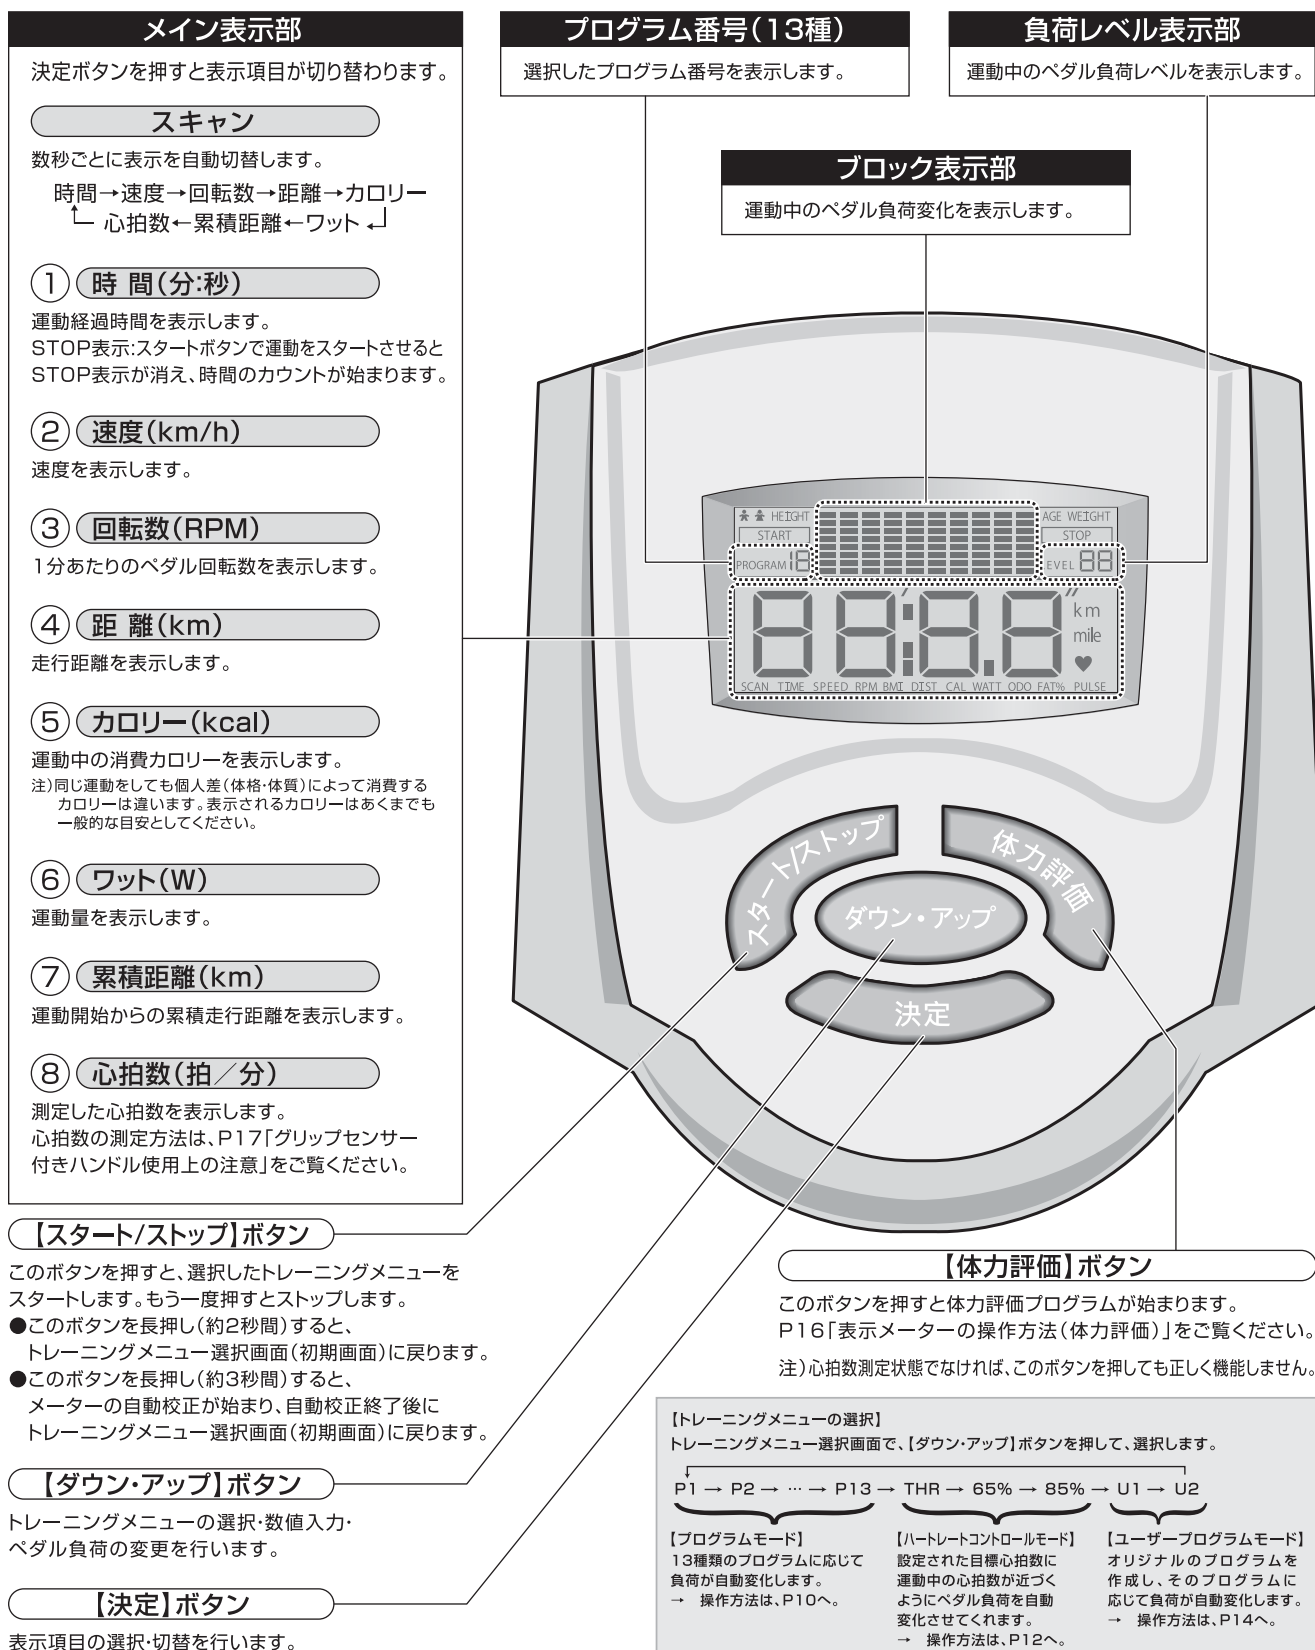 メイン表示部
決定ボタンを押すと表示項目が切り替わります。
スキャン
数秒ごとに表示を自動切替します。
時間→速度→回転数→距離→カロリー
心拍数←累積距離←ワット
① 時 間(分:秒)
運動経過時間を表示します。
STOP表示:スタートボタンで運動をスタートさせると
STOP表示が消え、時間のカウントが始まります。
② 速度(km/h)
速度を表示します。
③ 回転数(RPM)
1分あたりのペダル回転数を表示します。
④ 距 離(km)
走行距離を表示します。
⑤ カロリー(kcal)
運動中の消費カロリーを表示します。
注)同じ運動をしても個人差(体格・体質)によって消費する
カロリーは違います。表示されるカロリーはあくまでも
一般的な目安としてください。
⑥ ワット(W)
運動量を表示します。
⑦ 累積距離(km)
運動開始からの累積走行距離を表示します。
⑧ 心拍数(拍/分)
測定した心拍数を表示します。
心拍数の測定方法は、P17「グリップセンサー
付きハンドル使用上の注意」をご覧ください。
プログラム番号(13種)
選択したプログラム番号を表示します。
負荷レベル表示部
運動中のペダル負荷レベルを表示します。
ブロック表示部
運動中のペダル負荷変化を表示します。
HEIGHT
AGE WEIGHT
START
STOP
PROGRAM 18
EVEL 88
88:8.8
km
mile
SCAN TIME SPEED RPM BMI DIST CAL WATT ODO FAT% PULSE
スタート/ストップ
体力評価
ダウン・アップ
決定
【スタート/ストップ】ボタン
このボタンを押すと、選択したトレーニングメニューを
スタートします。もう一度押すとストップします。
●このボタンを長押し(約2秒間)すると、
トレーニングメニュー選択画面(初期画面)に戻ります。
●このボタンを長押し(約3秒間)すると、
メーターの自動校正が始まり、自動校正終了後に
トレーニングメニュー選択画面(初期画面)に戻ります。
【ダウン・アップ】ボタン
トレーニングメニューの選択・数値入力・
ペダル負荷の変更を行います。
【決定】ボタン
表示項目の選択・切替を行います。
【体力評価】ボタン
このボタンを押すと体力評価プログラムが始まります。
P16「表示メーターの操作方法(体力評価)」をご覧ください。
注)心拍数測定状態でなければ、このボタンを押しても正しく機能しません。
【トレーニングメニューの選択】
トレーニングメニュー選択画面で、【ダウン・アップ】ボタンを押して、選択します。
P1 → P2 → … → P13 → THR → 65% → 85% → U1 → U2
【プログラムモード】
13種類のプログラムに応じて
負荷が自動変化します。
→ 操作方法は、P10へ。
【ハートレートコントロールモード】
設定された目標心拍数に
運動中の心拍数が近づく
ようにペダル負荷を自動
変化させてくれます。
→ 操作方法は、P12へ。
【ユーザープログラムモード】
オリジナルのプログラムを
作成し、そのプログラムに
応じて負荷が自動変化します。
→ 操作方法は、P14へ。